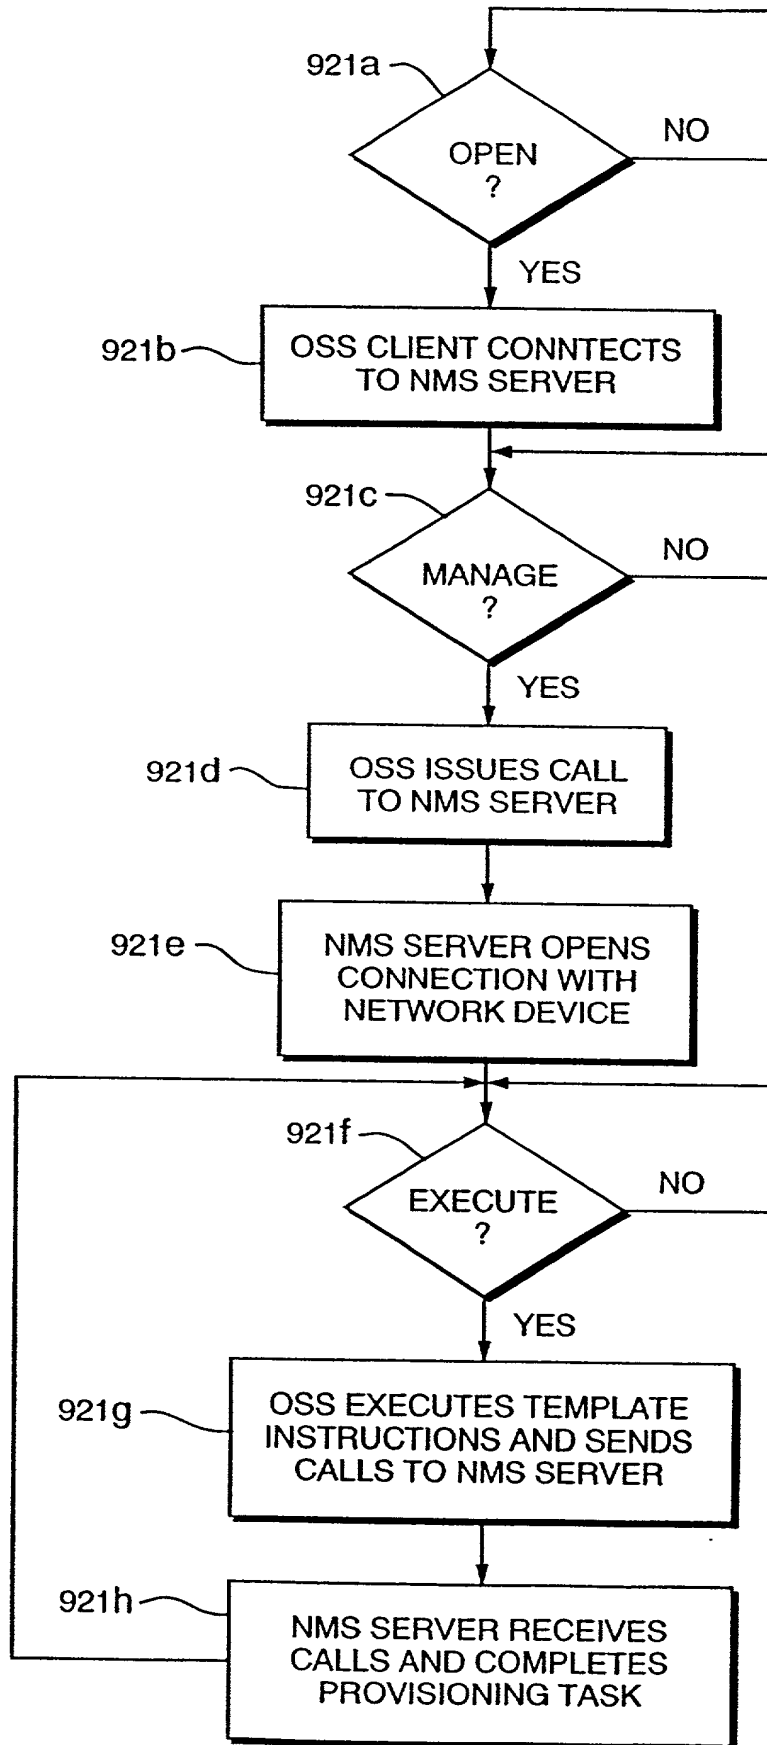 921a
OPEN
?
NO
YES
921b
OSS CLIENT CONNTECTS
TO NMS SERVER
921c
MANAGE
?
NO
YES
921d
OSS ISSUES CALL
TO NMS SERVER
921e
NMS SERVER OPENS
CONNECTION WITH
NETWORK DEVICE
921f
EXECUTE
?
NO
YES
921g
OSS EXECUTES TEMPLATE
INSTRUCTIONS AND SENDS
CALLS TO NMS SERVER
921h
NMS SERVER RECEIVES
CALLS AND COMPLETES
PROVISIONING TASK